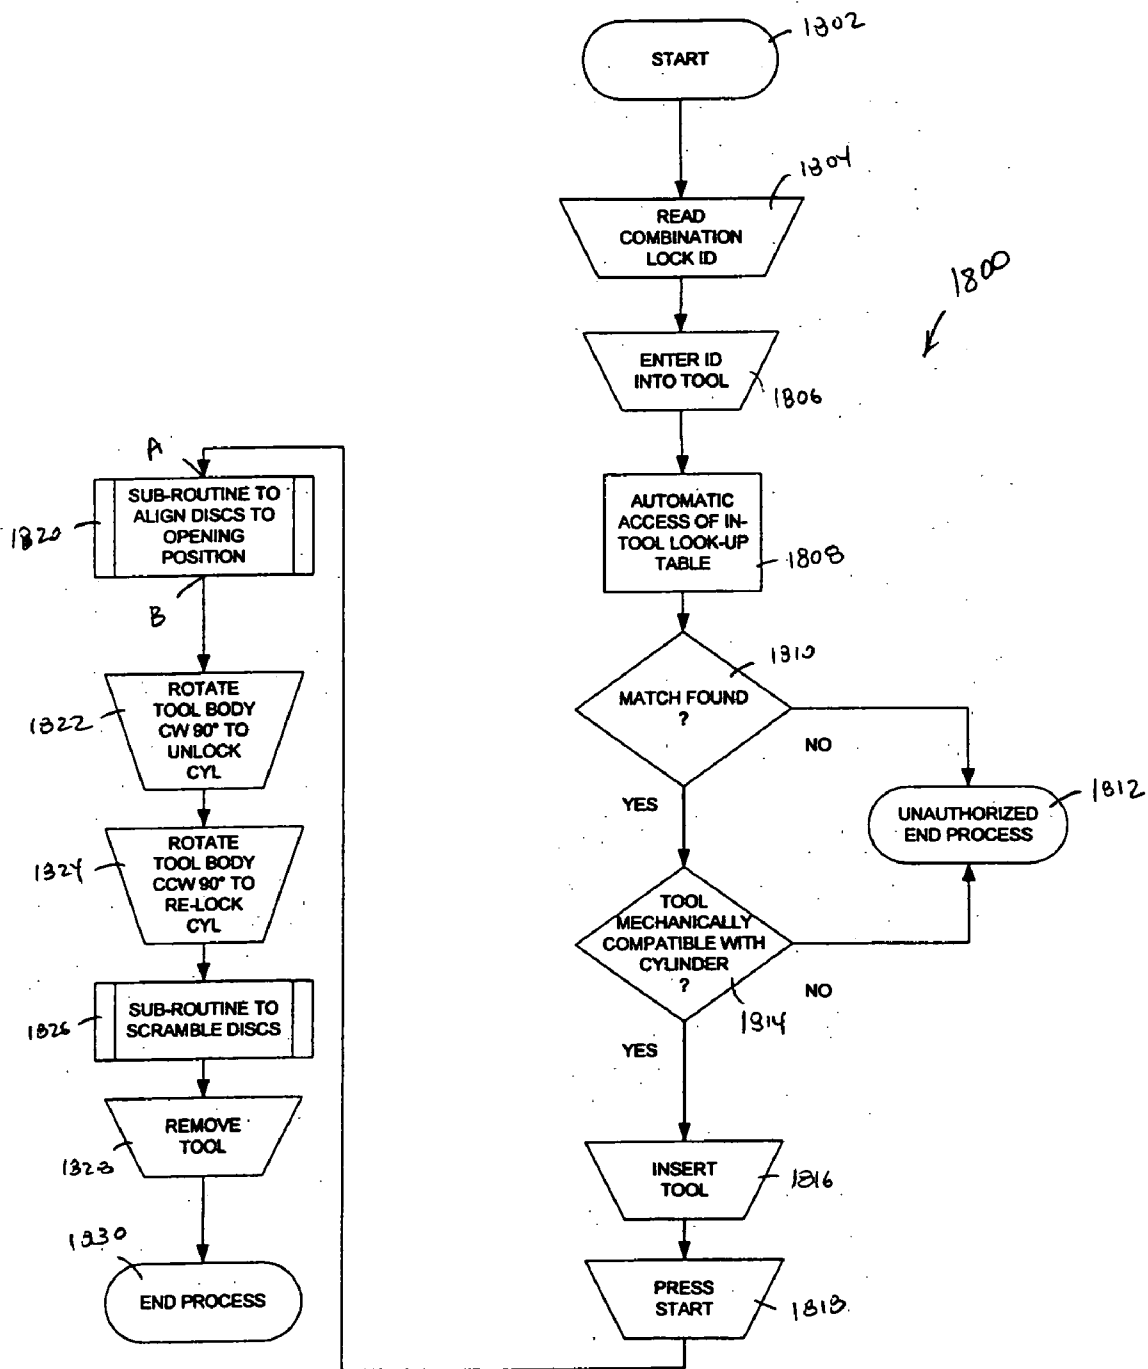 START
1802
1804
READ
COMBINATION
LOCK ID
1800
ENTER ID
INTO TOOL
1806
AUTOMATIC
ACCESS OF IN-
TOOL LOOK-UP
TABLE
1808
1810
MATCH FOUND
?
NO
YES
1812
UNAUTHORIZED
END PROCESS
TOOL
MECHANICALLY
COMPATIBLE WITH
CYLINDER
?
1814
NO
YES
INSERT
TOOL
1816
PRESS
START
1818
A
SUB-ROUTINE TO
ALIGN DISCS TO
OPENING
POSITION
1820
B
ROTATE
TOOL BODY
CW 90° TO
UNLOCK
CYL
1822
ROTATE
TOOL BODY
CCW 90° TO
RE-LOCK
CYL
1824
SUB-ROUTINE TO
SCRAMBLE DISCS
1826
REMOVE
TOOL
1828
1830
END PROCESS